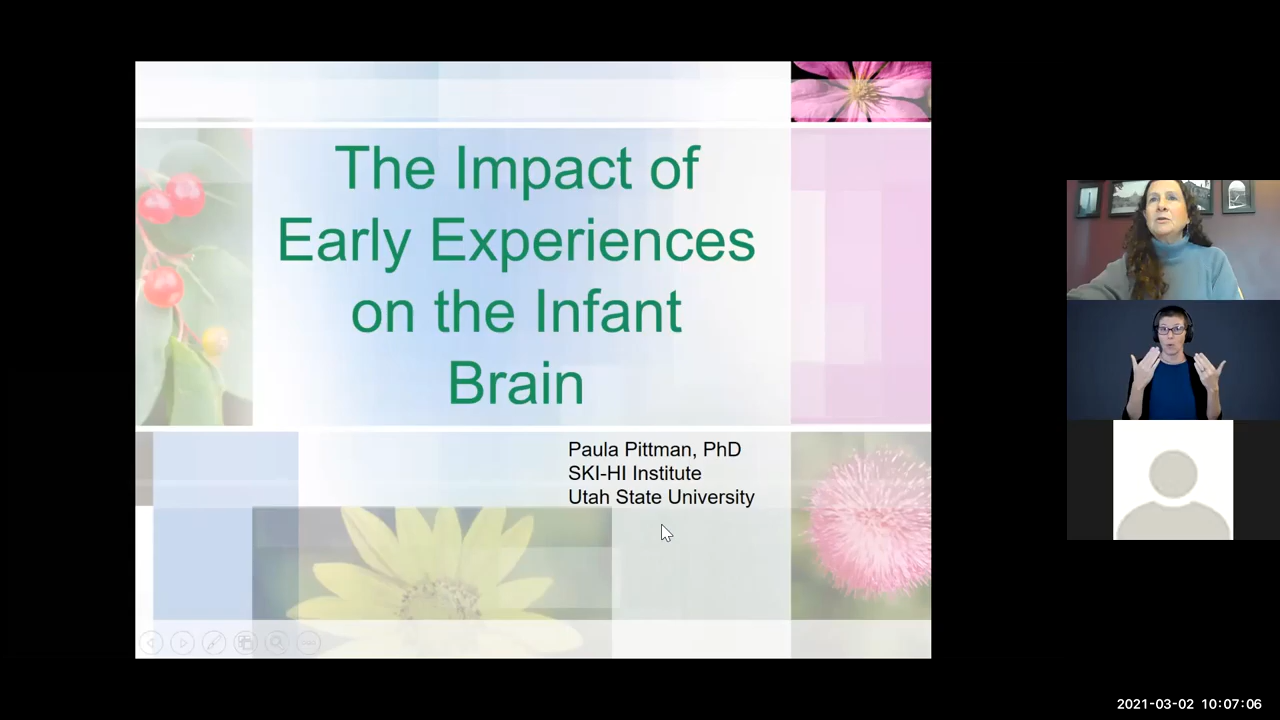 The Impact of
Early Experiences
on the Infant
Brain
Paula Pittman, PhD
SKI-HI Institute
Utah State University
2021-03-02 10:07:06